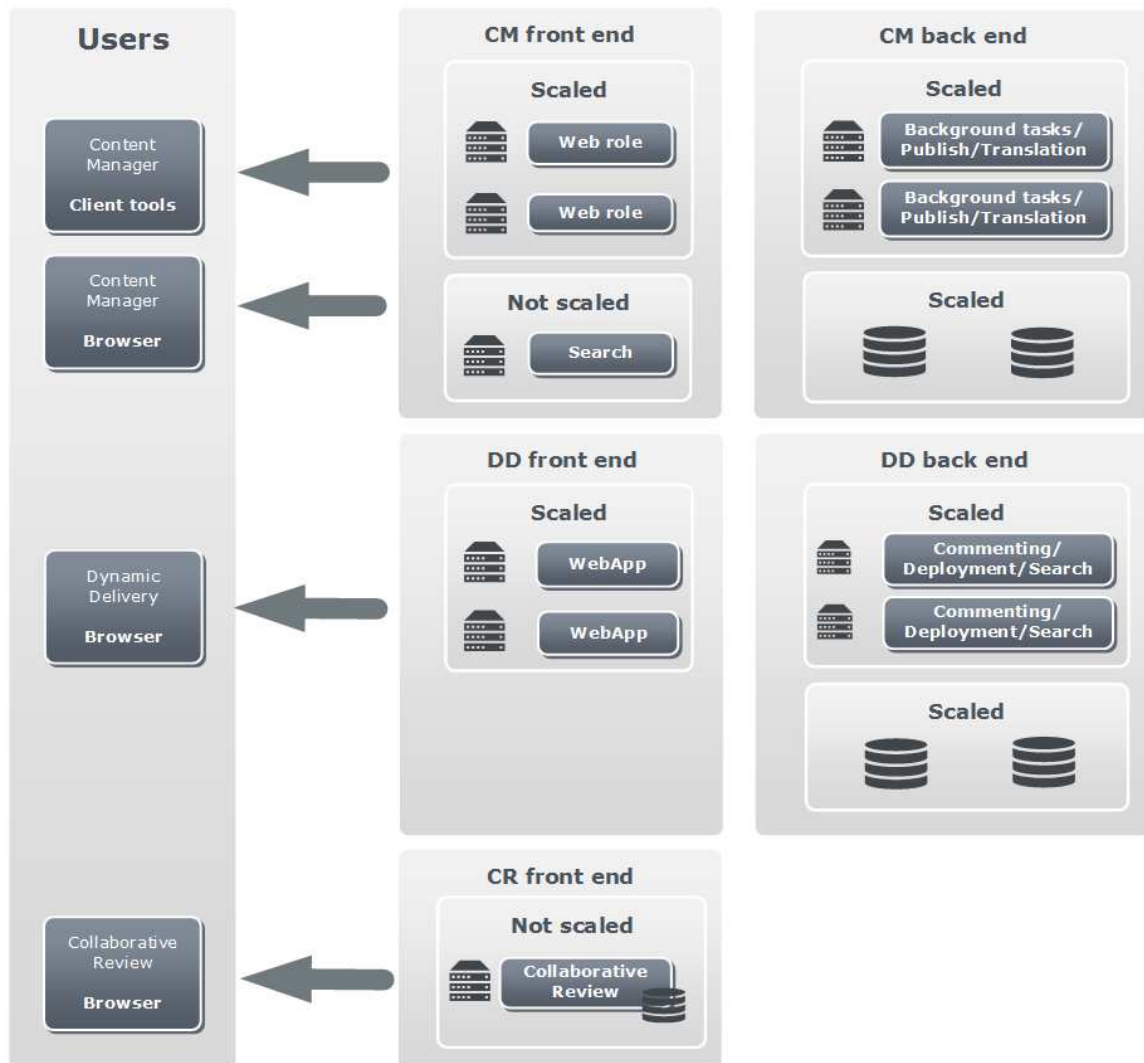 Users
Content
Manager
Client tools
Content
Manager
Browser
Dynamic
Delivery
Browser
Collaborative
Review
Browser
CM front end
Scaled
Web role
Web role
Not scaled
Search
CM back end
Scaled
Background tasks/
Publish/Translation
Background tasks/
Publish/Translation
Scaled
DD front end
Scaled
WebApp
WebApp
DD back end
Scaled
Commenting/
Deployment/Search
Commenting/
Deployment/Search
Scaled
CR front end
Not scaled
Collaborative
Review